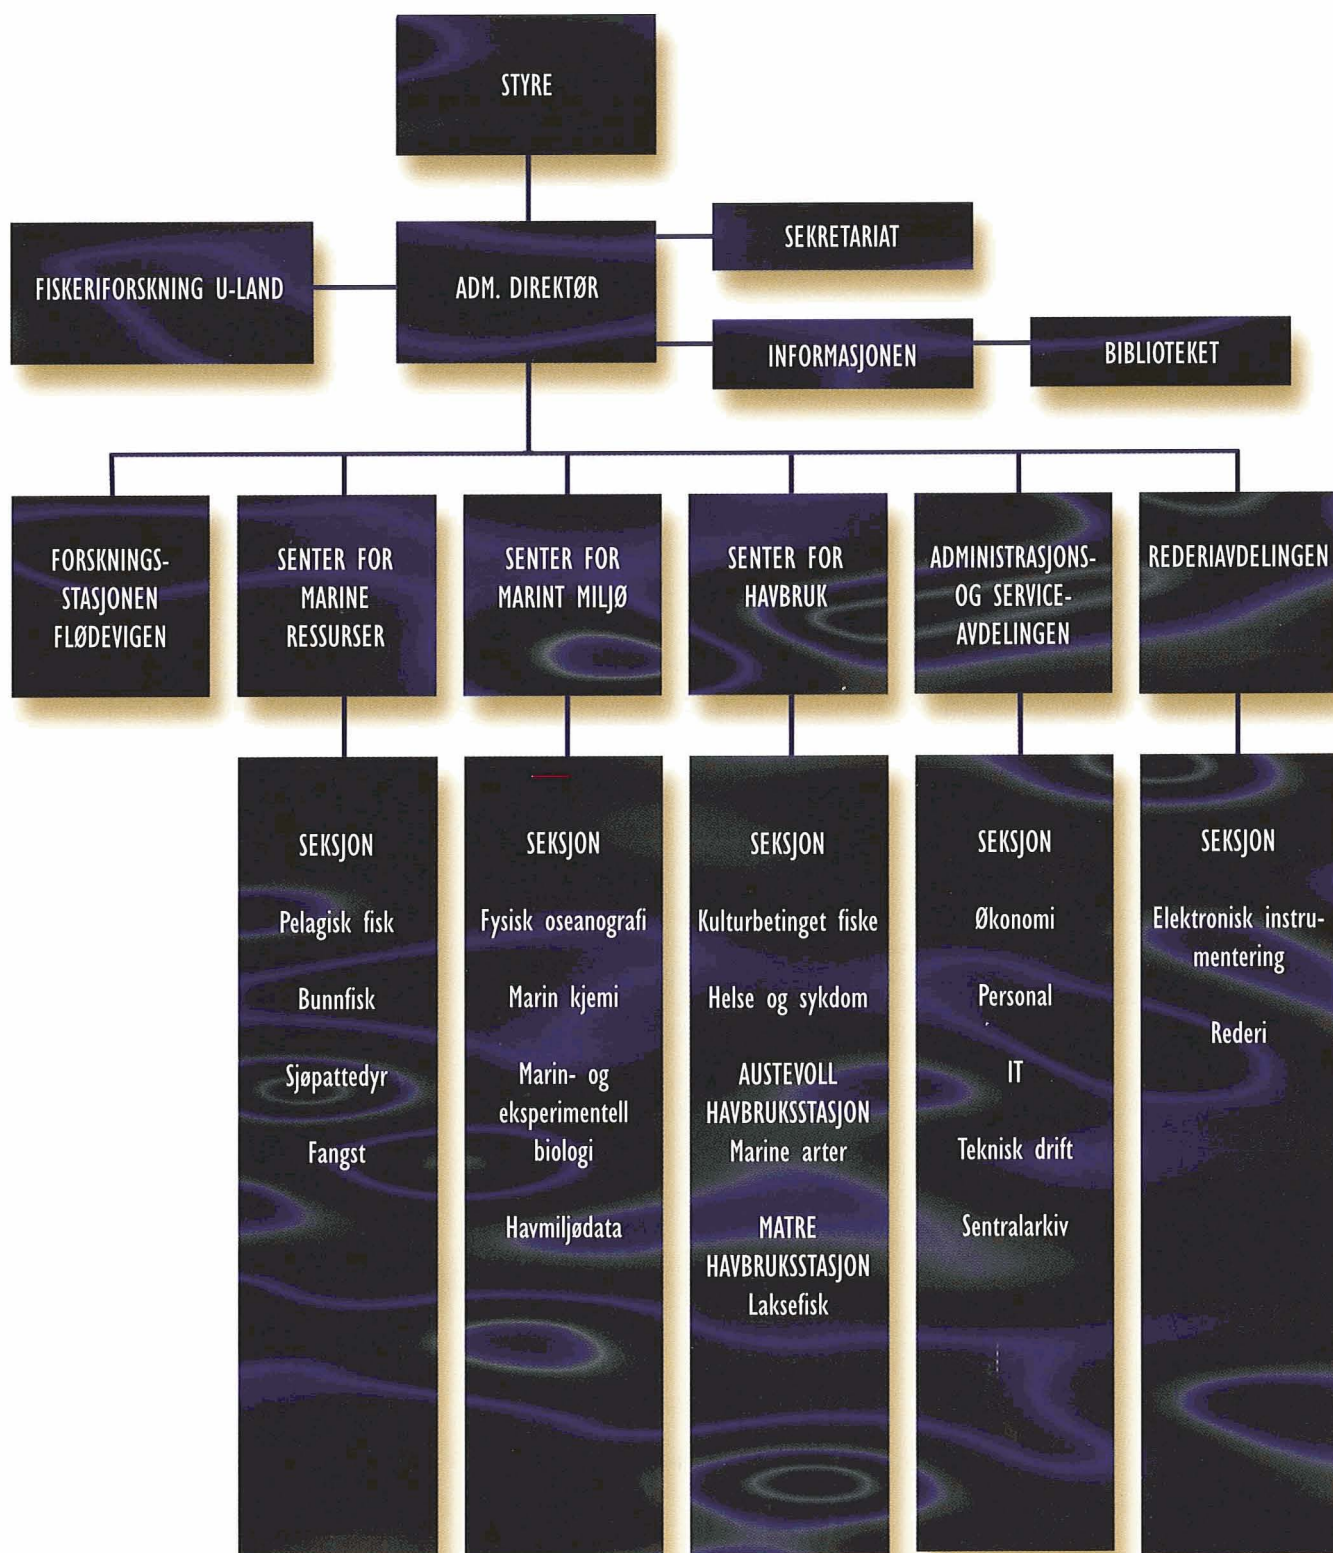 STYRE
SEKRETARIAT
FISKERIFORSKNING U-LAND
ADM. DIREKTØR
INFORMASJONEN
BIBLIOTEKET
FORSKNINGS-
STASJONEN
FLØDEVIGEN
SENTER FOR
MARINE
RESSURSER
SENTER FOR
MARINT MILJØ
SENTER FOR
HAVBRUK
ADMINISTRASJONS-
OG SERVICE-
AVDELINGEN
REDERIAVDELINGEN
SEKSJON
Pelagisk fisk
Bunnfisk
Sjøpattedyr
Fangst
SEKSJON
Fysisk oseanografi
Marin kjemi
Marin- og
eksperimentell
biologi
Havmiljødata
SEKSJON
Kulturbetinget fiske
Helse og sykdom
AUSTEVOLL
HAVBRUKSSTASJON
Marine arter
MATRE
HAVBRUKSSTASJON
Laksefisk
SEKSJON
Økonomi
Personal
IT
Teknisk drift
Sentralarkiv
SEKSJON
Elektronisk instru-
mentering
Rederi